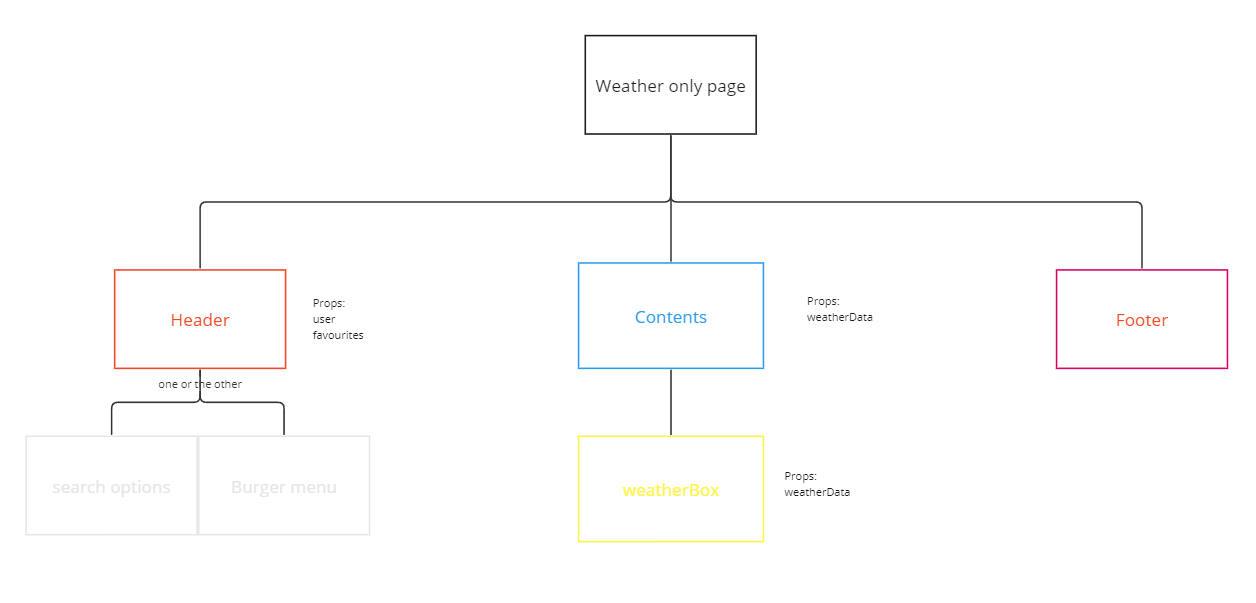 Weather only page
Header
Props:
user
favourites
Contents
Props:
weatherData
Footer
one or the other
search options
Burger menu
weatherBox
Props:
weatherData